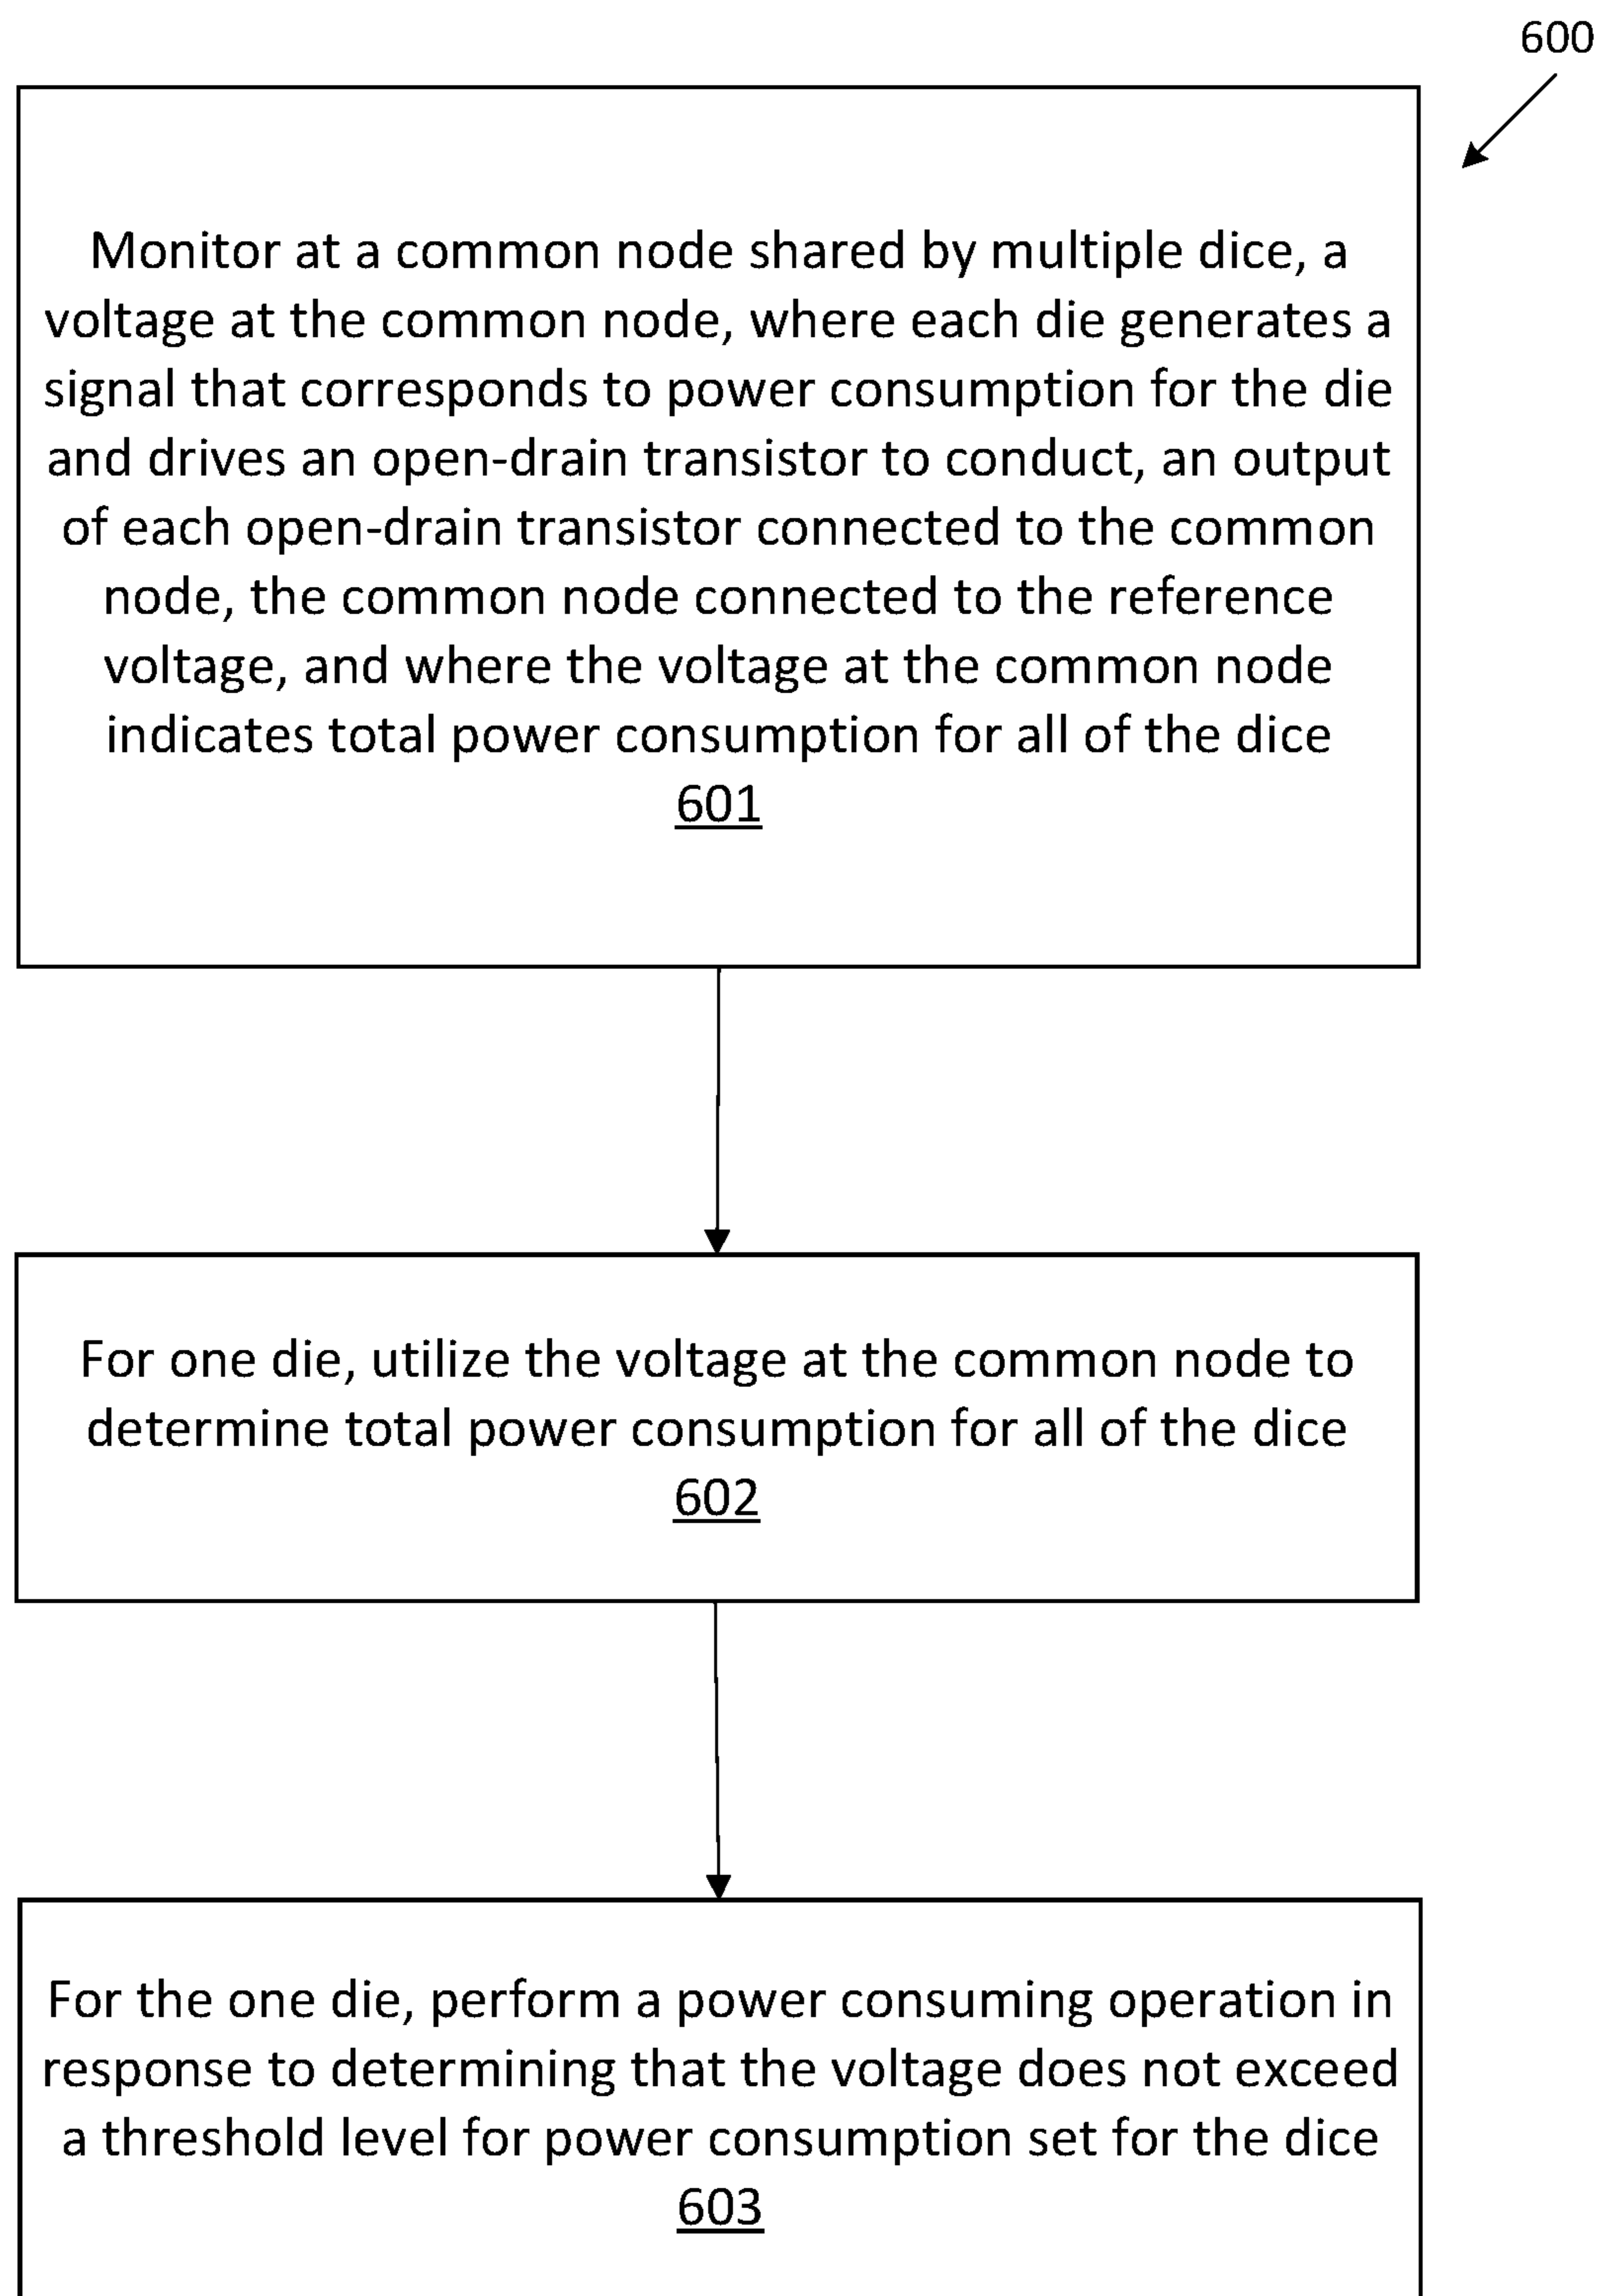 600
Monitor at a common node shared by multiple dice, a
voltage at the common node, where each die generates a
signal that corresponds to power consumption for the die
and drives an open-drain transistor to conduct, an output
of each open-drain transistor connected to the common
node, the common node connected to the reference
voltage, and where the voltage at the common node
indicates total power consumption for all of the dice
601
For one die, utilize the voltage at the common node to
determine total power consumption for all of the dice
602
For the one die, perform a power consuming operation in
response to determining that the voltage does not exceed
a threshold level for power consumption set for the dice
603